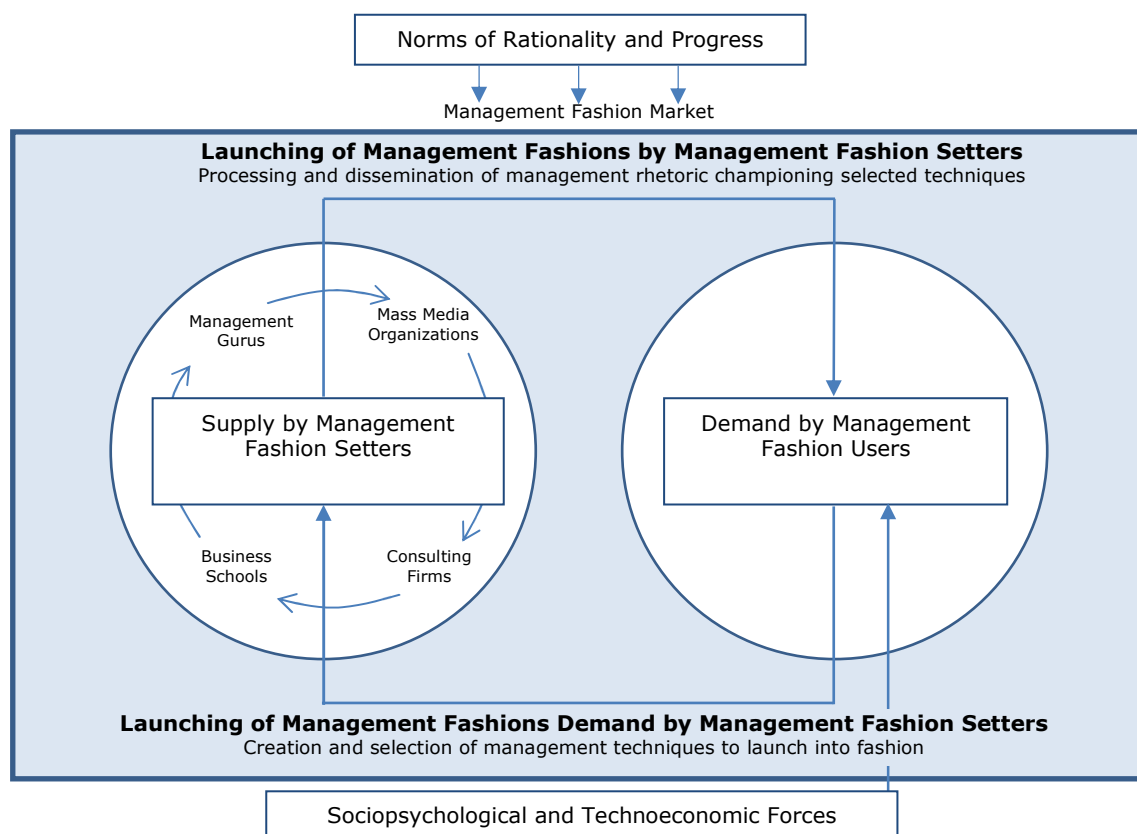 Norms of Rationality and Progress
Management Fashion Market
Launching of Management Fashions by Management Fashion Setters
Processing and dissemination of management rhetoric championing selected techniques
Management
Gurus
Mass Media
Organizations
Supply by Management
Fashion Setters
Demand by Management
Fashion Users
Business
Schools
Consulting
Firms
Launching of Management Fashions Demand by Management Fashion Setters
Creation and selection of management techniques to launch into fashion
Sociopsychological and Technoeconomic Forces